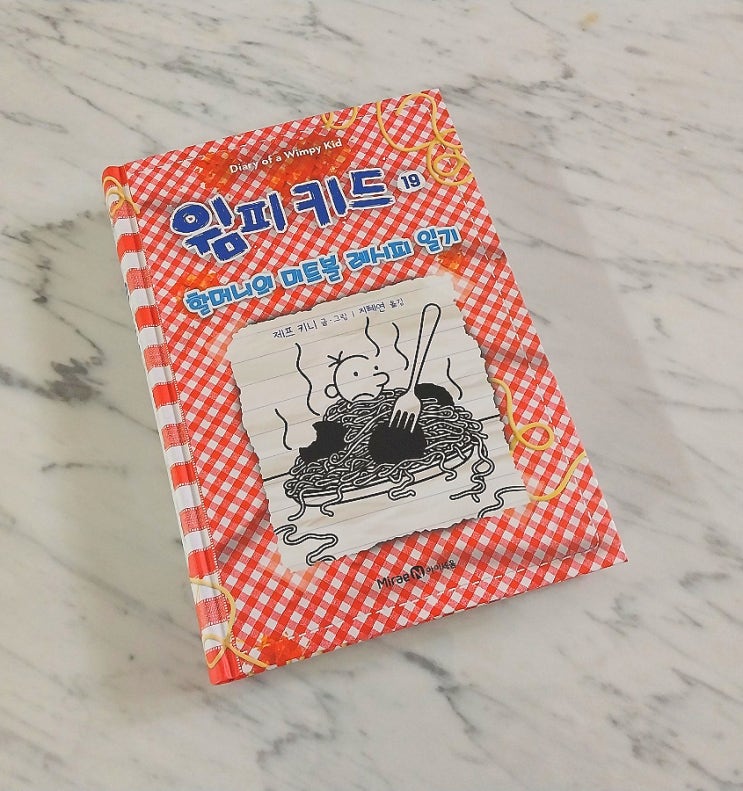 Diary of a Wimpy Kid
윔피 키드 19
할머니의 미트볼 레시피 일기
제프 키니 글·그림 | 지혜연 옮김
Mirae N 아이세움